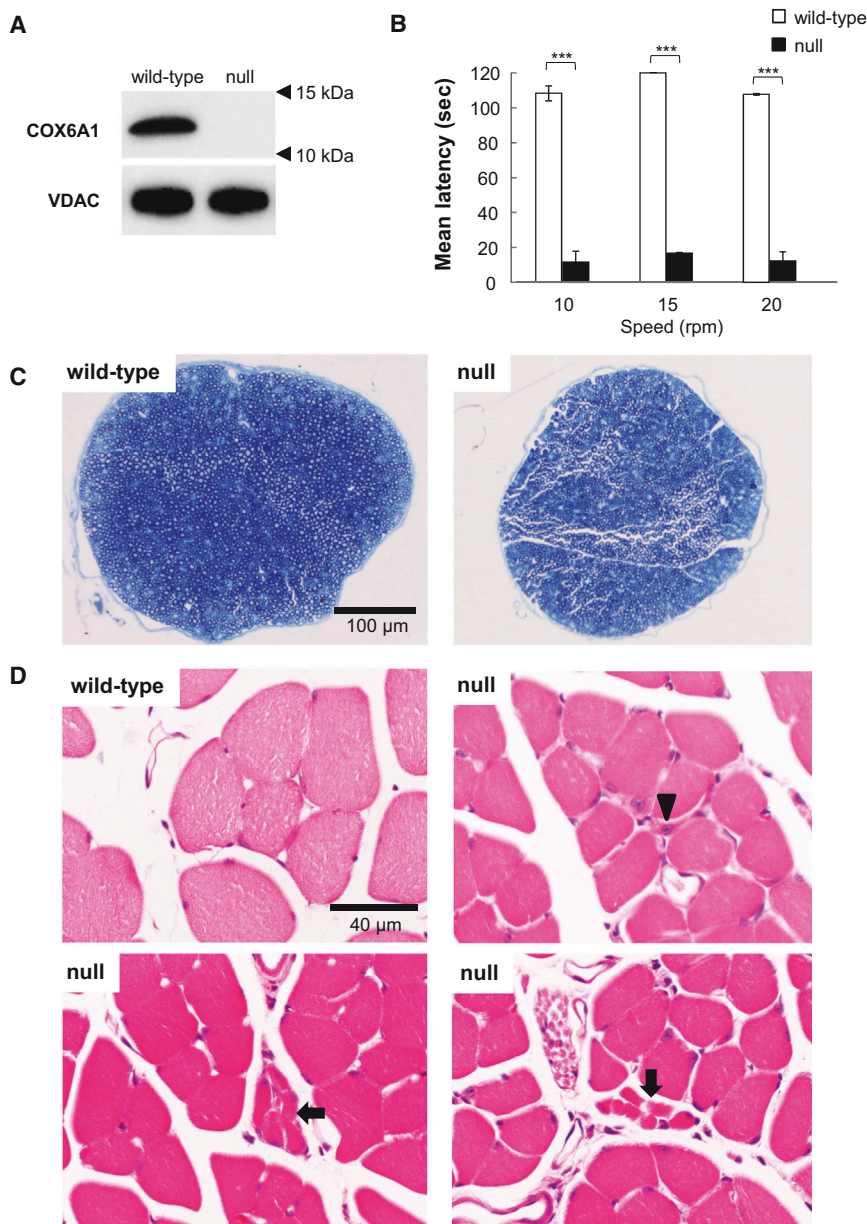 A
wild-type null
15 kDa
COX6A1
10 kDa
VDAC
B
wild-type
null
*** *** ***
120
100
80
60
40
20
0
Mean latency (sec)
10 15 20
Speed (rpm)
C
wild-type
null
100 µm
D
wild-type
null
40 µm
null
null